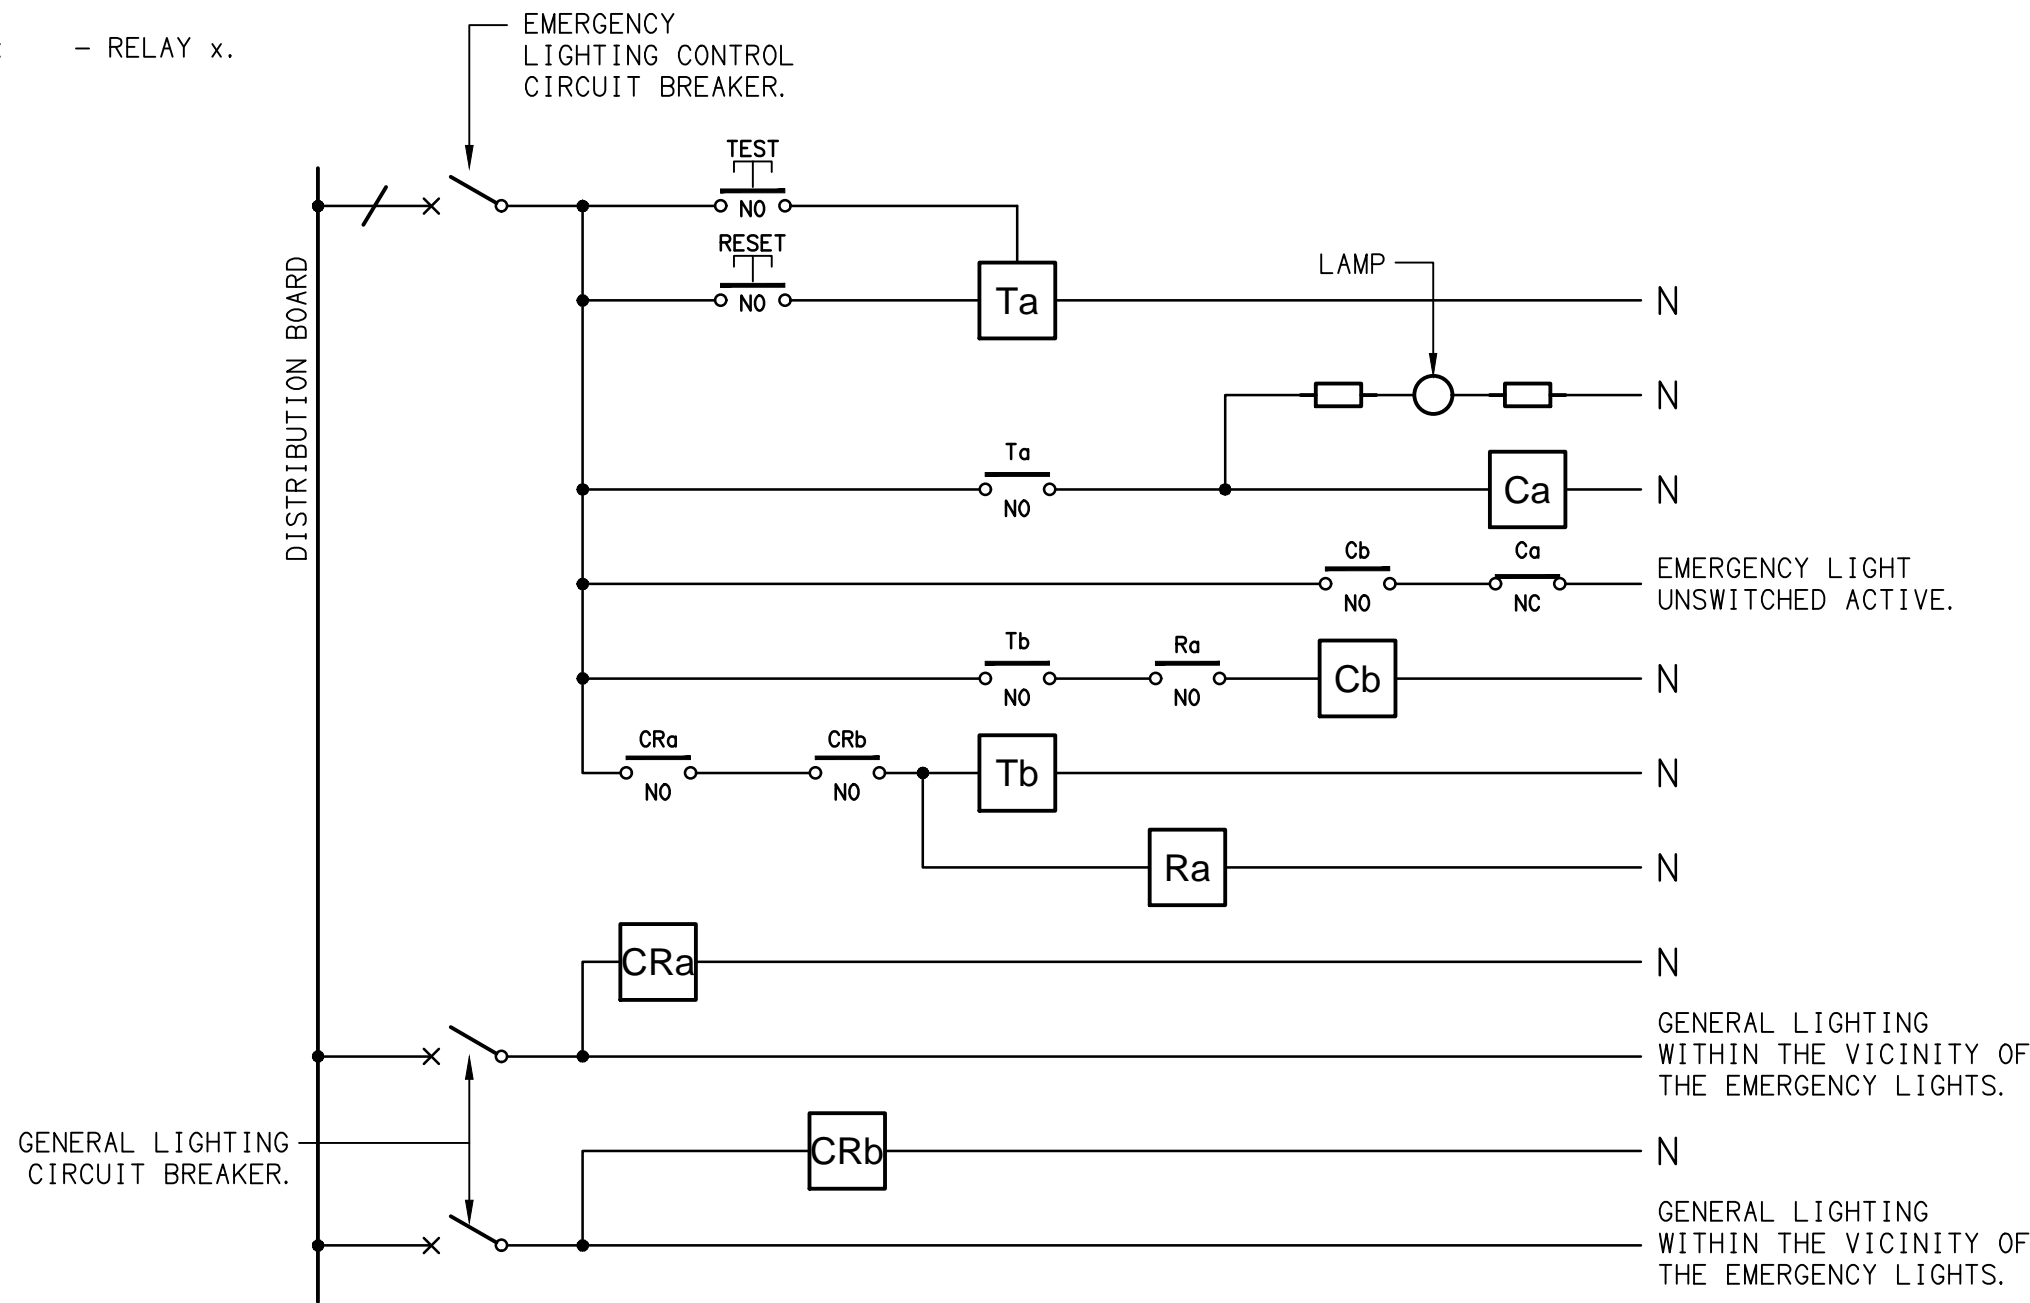 - RELAY x.
EMERGENCY
LIGHTING CONTROL
CIRCUIT BREAKER.
TEST
NO
RESET
NO
Ta
N
LAMP
N
DISTRIBUTION BOARD
Ta
NO
Ca
N
Cb
NO
Ca
NC
EMERGENCY LIGHT
UNSWITCHED ACTIVE.
Tb
NO
Ra
NO
Cb
N
CRa
NO
CRb
NO
Tb
N
Ra
N
CRa
N
GENERAL LIGHTING
WITHIN THE VICINITY OF
THE EMERGENCY LIGHTS.
GENERAL LIGHTING
CIRCUIT BREAKER.
CRb
N
GENERAL LIGHTING
WITHIN THE VICINITY OF
THE EMERGENCY LIGHTS.